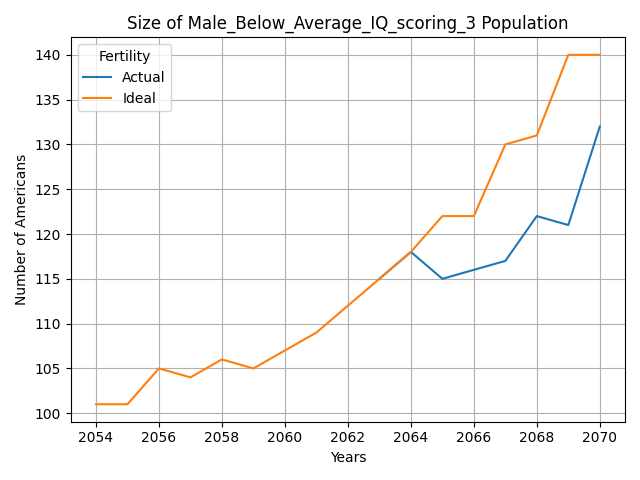 Size of Male_Below_Average_IQ_scoring_3 Population
Fertility
Actual
Ideal
Number of Americans
140
135
130
125
120
115
110
105
100
2054 2056 2058 2060 2062 2064 2066 2068 2070
Years